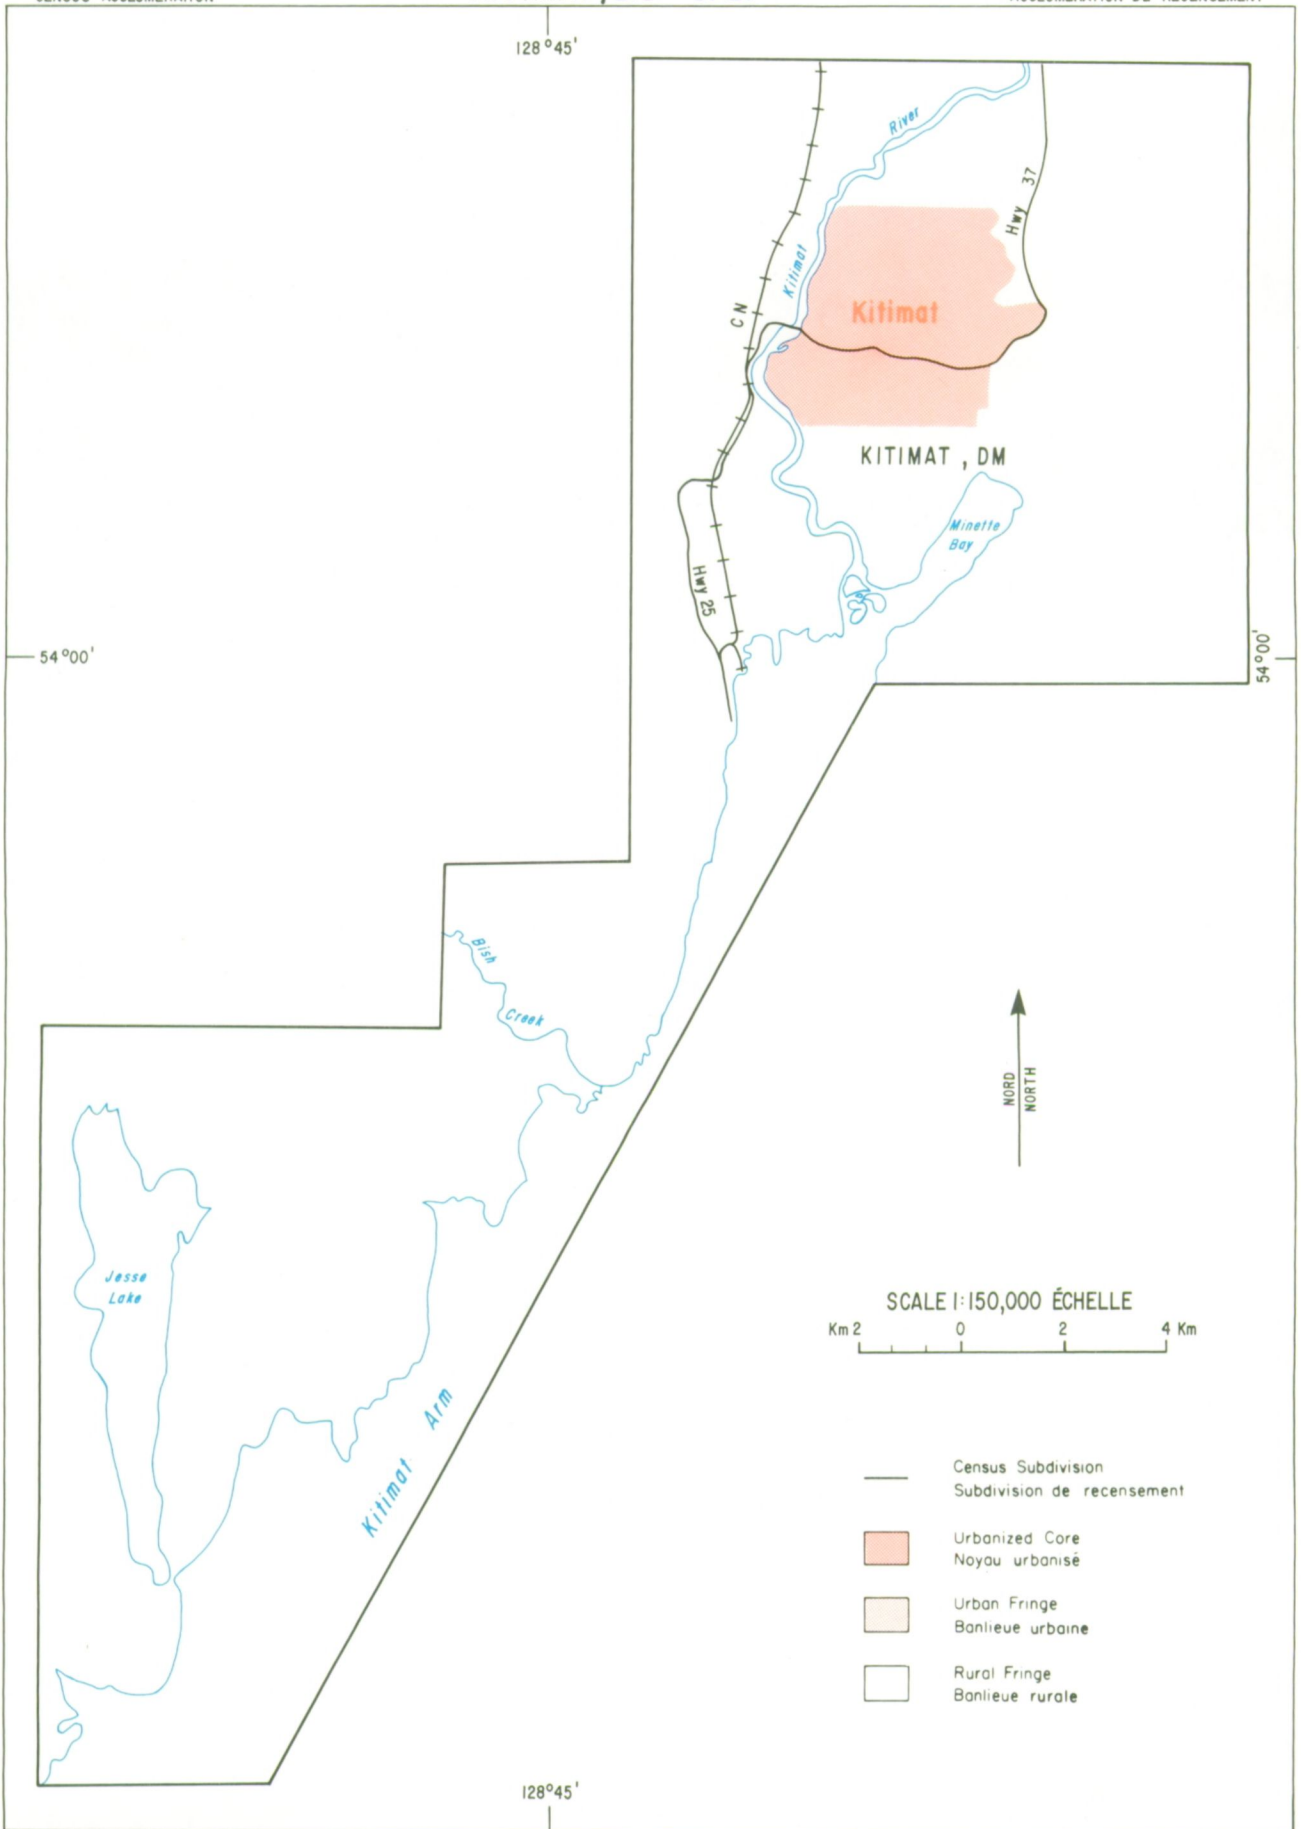 128°45'
River
Hwy 37
Kitimat
CN
Kitimat
KITIMAT, DM
Minette
Bay
Hwy 25
54°00'
54°00'
Bish
Creek
NORD
NORTH
Jesse
Lake
SCALE 1:150,000 ÉCHELLE
Km 2 0 2 4 Km
Kitimat Arm
Census Subdivision
Subdivision de recensement
Urbanized Core
Noyau urbanisé
Urban Fringe
Banlieue urbaine
Rural Fringe
Banlieue rurale
128°45'